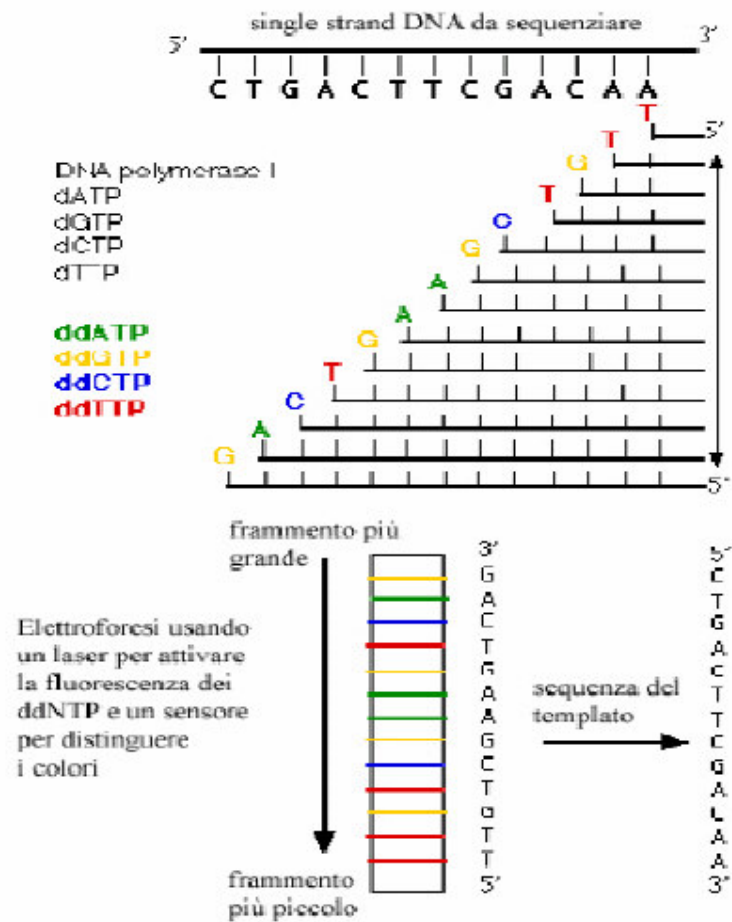 single strand DNA da sequenziare
5' 3'
C T G A C T T C G A C A A
T
5'
T
DNA polymerase I
G
dATP
T
dGTP
C
dCTP
G
dTTP
A
A
ddATP
G
ddGTP
T
ddCTP
C
ddTTP
A
G
5'
frammento più
grande
3'
G
A
C
T
G
A
A
G
C
T
G
T
T
5'
Elettroforesi usando
un laser per attivare
la fluorescenza dei
ddNTP e un sensore
per distinguere
i colori
frammento
più piccolo
sequenza del
templato
5'
C
T
G
A
C
T
T
C
G
A
C
A
A
3'